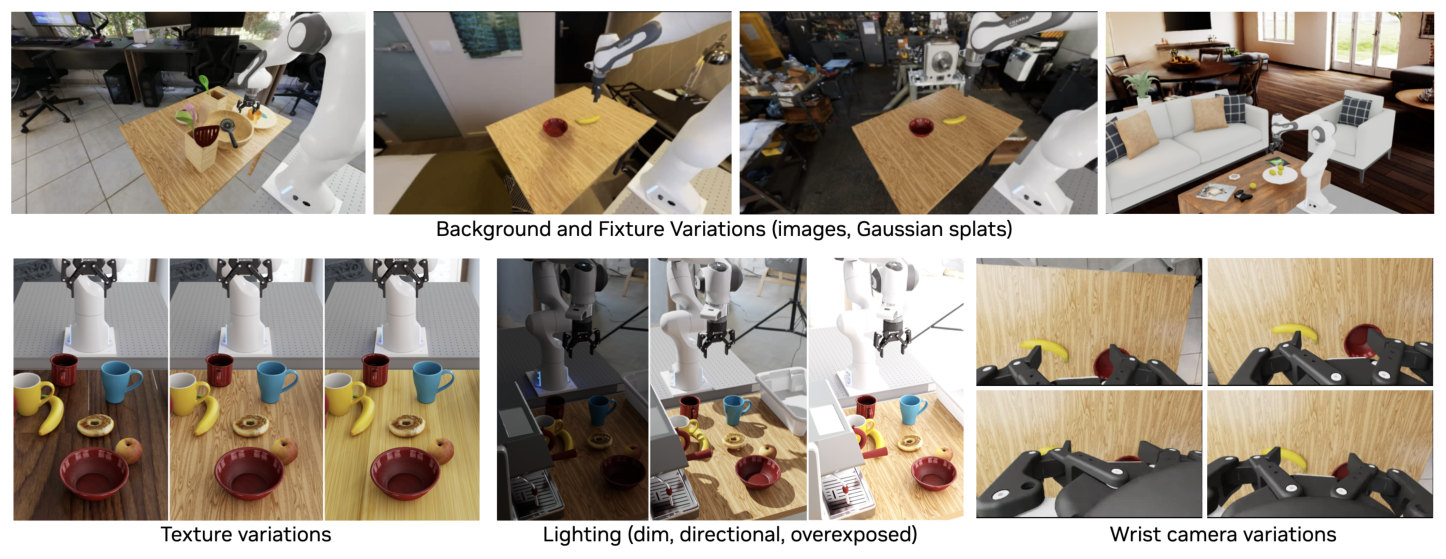 Background and Fixture Variations (images, Gaussian splats)
Texture variations
Lighting (dim, directional, overexposed)
Wrist camera variations